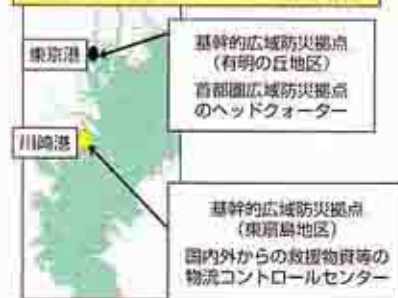 東京港
基幹的広域防災拠点
(有明の丘地区)
首都圏広域防災拠点
のヘッドクォーター
川崎港
基幹的広域防災拠点
(東扇島地区)
国内外からの救援物資等の
物流コントロールセンター